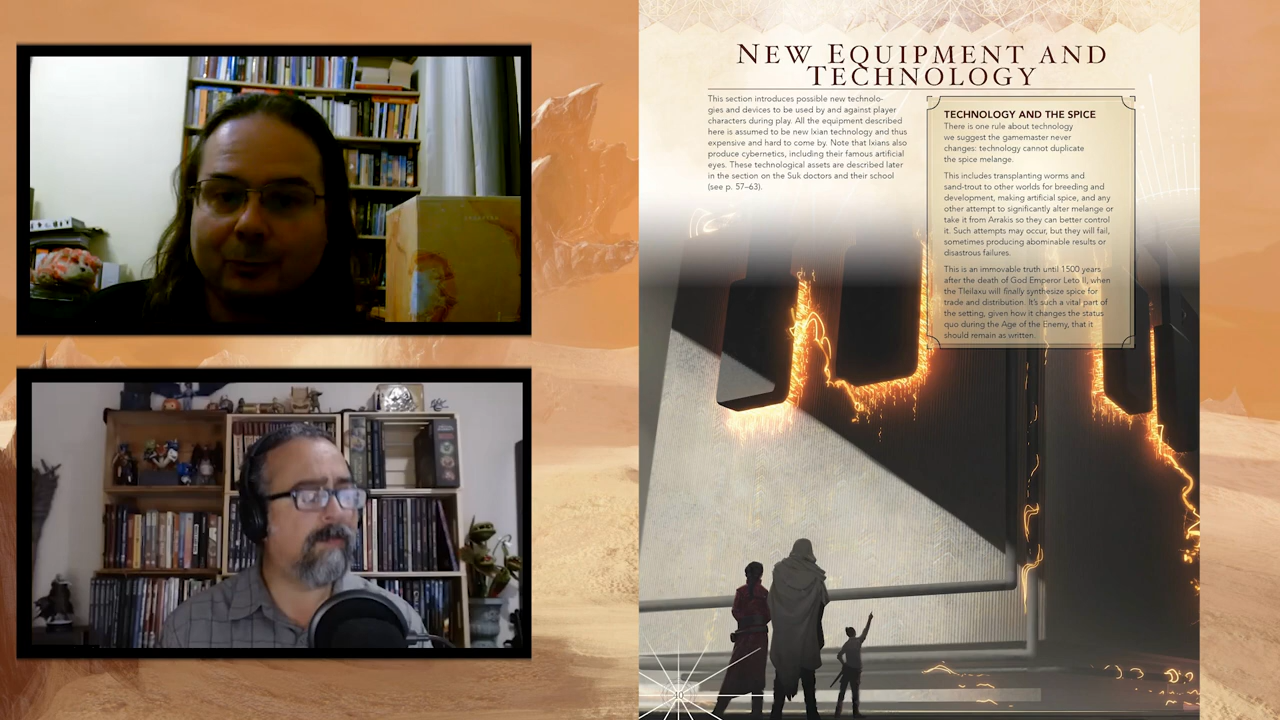 NEW EQUIPMENT AND
TECHNOLOGY
This section introduces possible new technolo-
gies and devices to be used by and against player
characters during play. All the equipment described
here is assumed to be new Ixian technology and thus
expensive and hard to come by. Note that Ixians also
produce cybernetics, including their famous artificial
eyes. These technological assets are described later
in the section on the Suk doctors and their school
(see p. 57–63).
TECHNOLOGY AND THE SPICE
There is one rule about technology
we suggest the gamemaster never
changes: technology cannot duplicate
the spice melange.
This includes transplanting worms and
sand-trout to other worlds for breeding and
development, making artificial spice, and any
other attempt to significantly alter melange or
take it from Arrakis so they can better control
it. Such attempts may occur, but they will fail,
sometimes producing abominable results or
disastrous failures.
This is an immovable truth until 1500 years
after the death of God Emperor Leto II, when
the Tleilaxu will finally synthesize spice for
trade and distribution. It's such a vital part of
the setting, given how it changes the status
quo during the Age of the Enemy, that it
should remain as written.
10